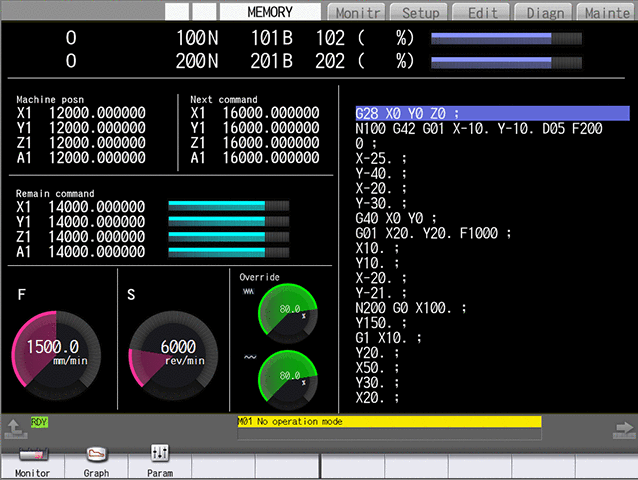 MEMORY Monitr Setup Edit Diagn Mainte
O 100N 101B 102 ( %)
O 200N 201B 202 ( %)
Machine posn
X1 12000.000000
Y1 12000.000000
Z1 12000.000000
A1 12000.000000
Next command
X1 16000.000000
Y1 16000.000000
Z1 16000.000000
A1 16000.000000
Remain command
X1 14000.000000
Y1 14000.000000
Z1 14000.000000
A1 14000.000000
F
1500.0
mm/min
S
6000
rev/min
Override
80.0
%
80.0
%
G28 X0 Y0 Z0 ;
N100 G42 G01 X-10. Y-10. D05 F200
0 ;
X-25. ;
Y-40. ;
X-20. ;
Y-30. ;
G40 X0 Y0 ;
G01 X20. Y20. F1000 ;
X10. ;
Y10. ;
X-20. ;
Y-21. ;
N200 G0 X100. ;
Y150. ;
G1 X10. ;
Y20. ;
X50. ;
Y30. ;
X20. ;
RDY
M01 No operation mode
Monitor Graph Param